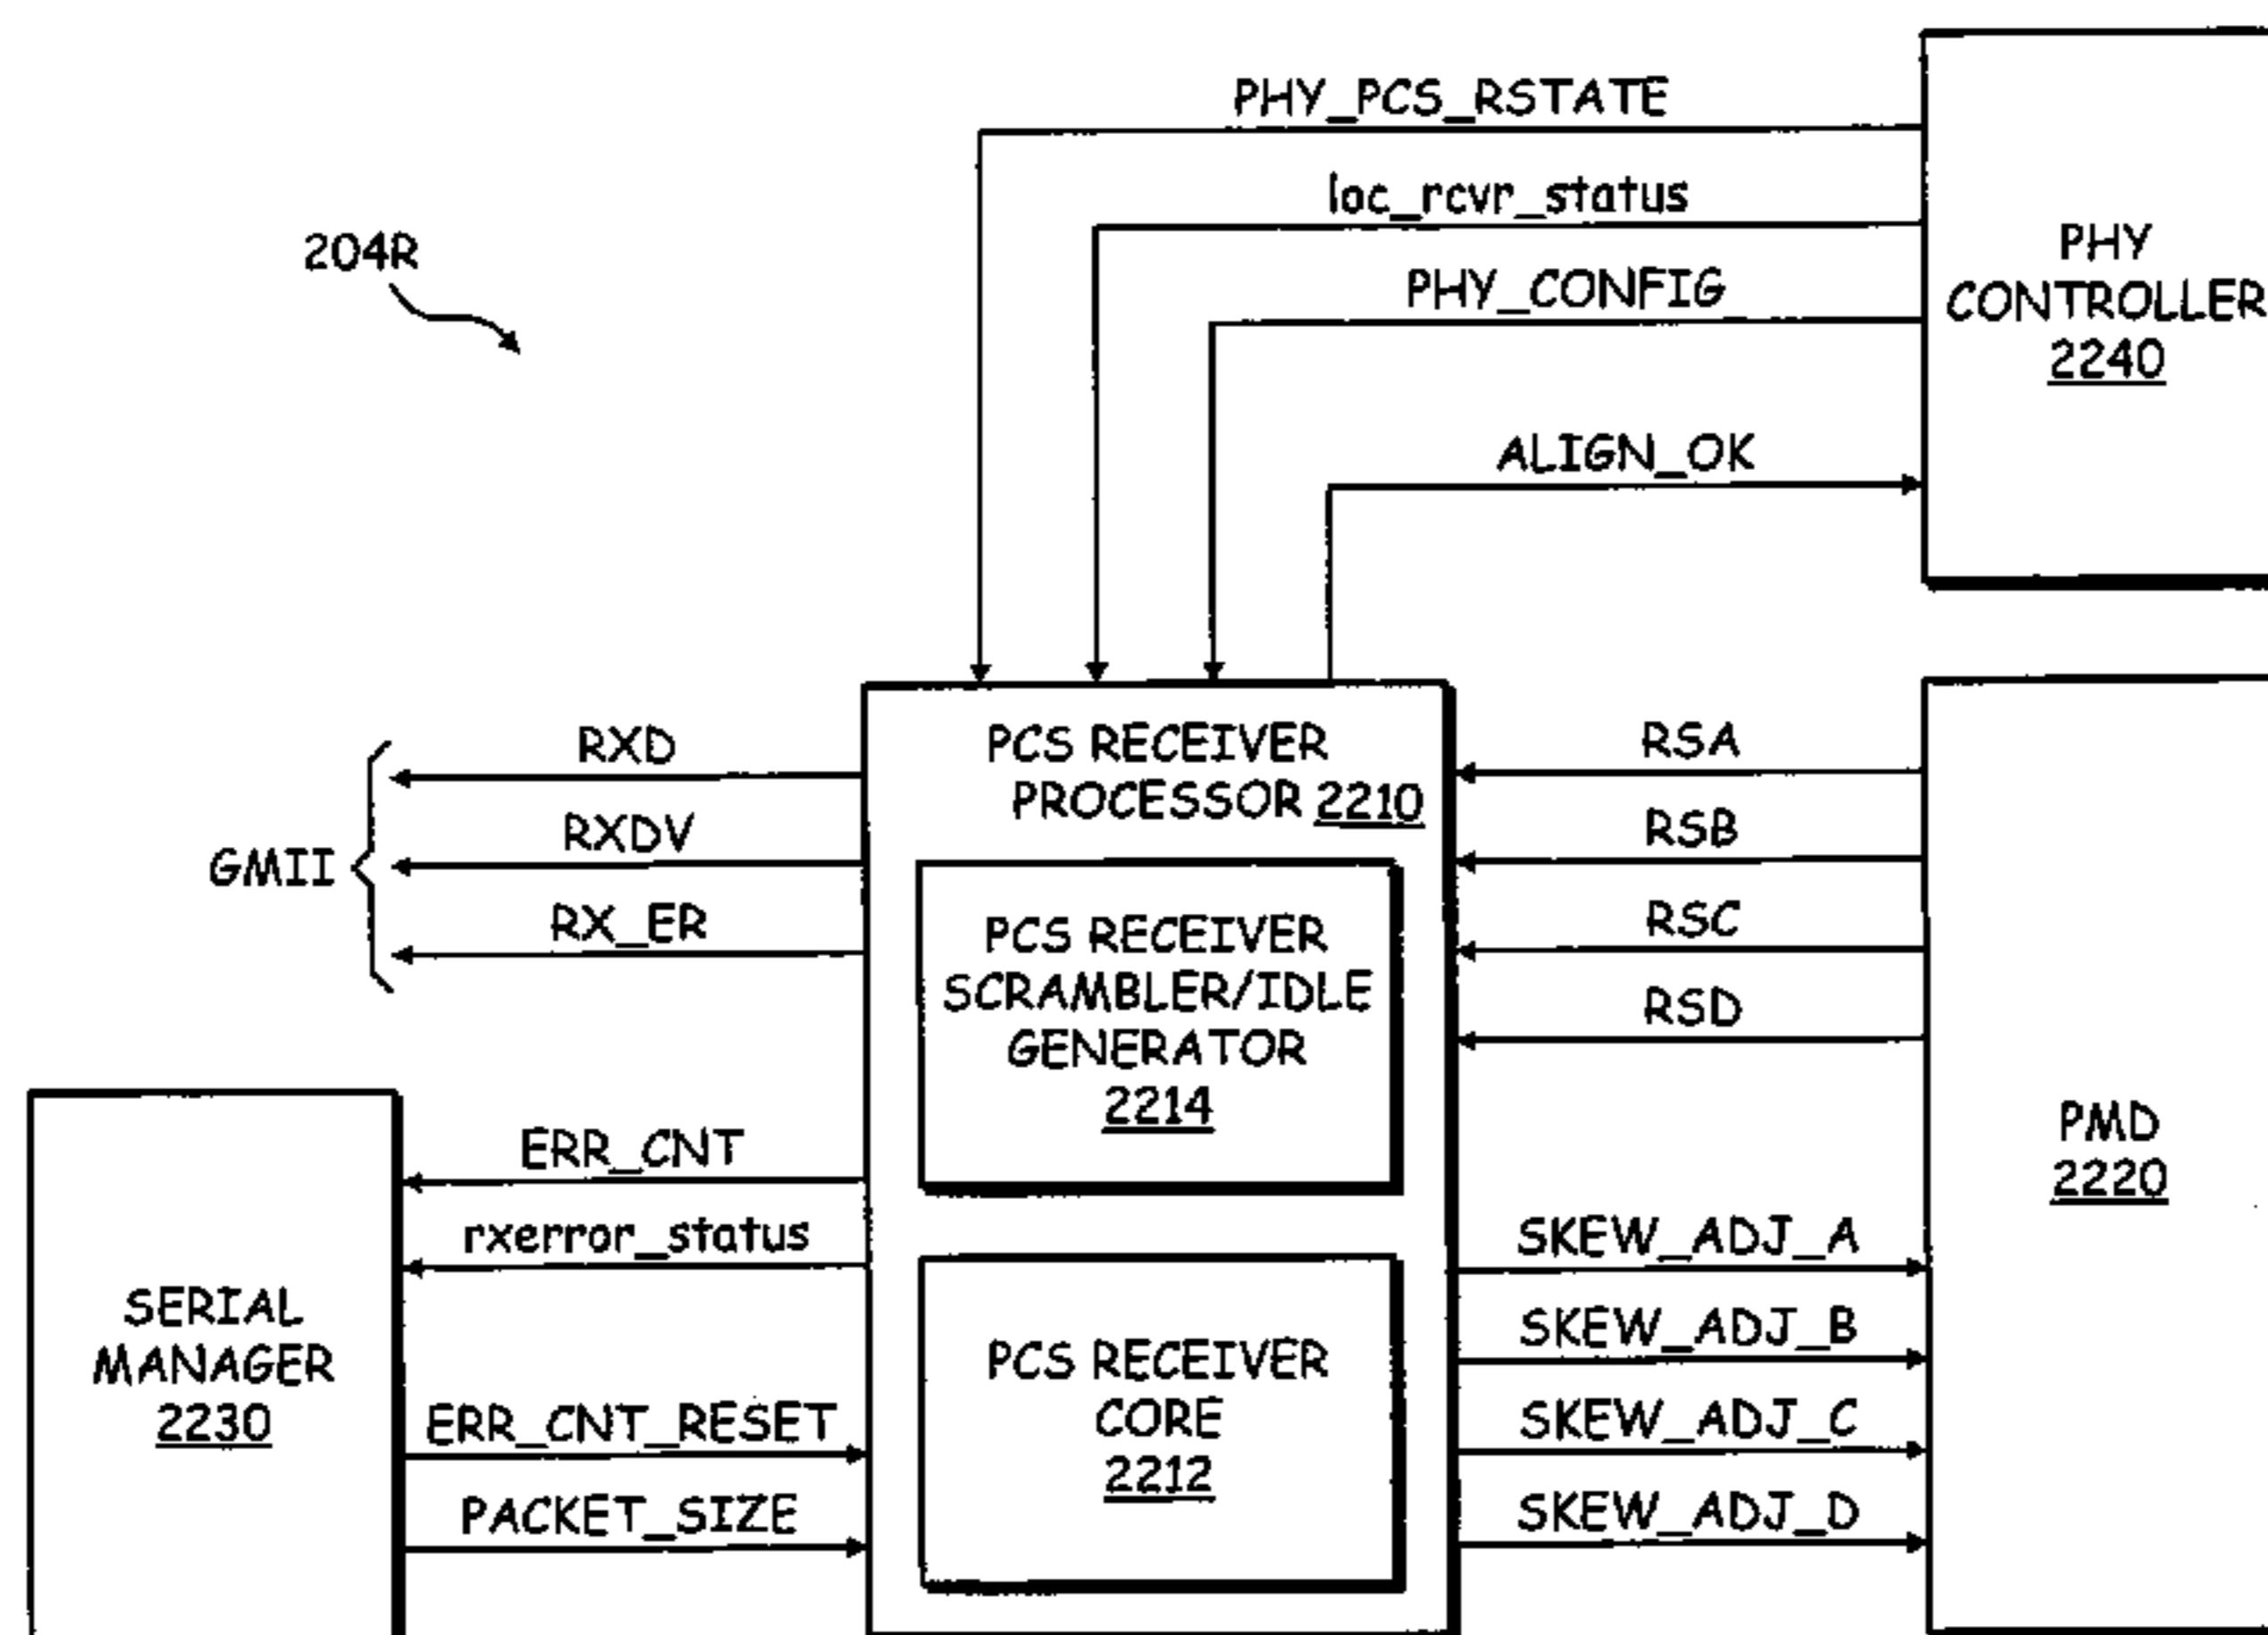 PHY_PCS_RSTATE
loc_rcvr_status
PHY_CONFIG
ALIGN_OK
PHY
CONTROLLER
2240
204R
GMII
RXD
RXDV
RX_ER
PCS RECEIVER
PROCESSOR 2210
PCS RECEIVER
SCRAMBLER/IDLE
GENERATOR
2214
PCS RECEIVER
CORE
2212
RSA
RSB
RSC
RSD
PMD
2220
SKEW_ADJ_A
SKEW_ADJ_B
SKEW_ADJ_C
SKEW_ADJ_D
SERIAL
MANAGER
2230
ERR_CNT
rxerror_status
ERR_CNT_RESET
PACKET_SIZE